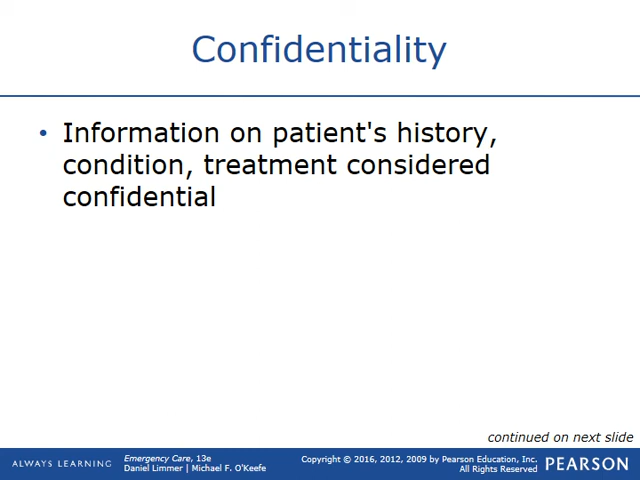 Confidentiality
• Information on patient's history,
condition, treatment considered
confidential
continued on next slide
ALWAYS LEARNING
Emergency Care, 13e
Daniel Limmer | Michael F. O'Keefe
Copyright © 2016, 2012, 2009 by Pearson Education, Inc.
All Rights Reserved
PEARSON